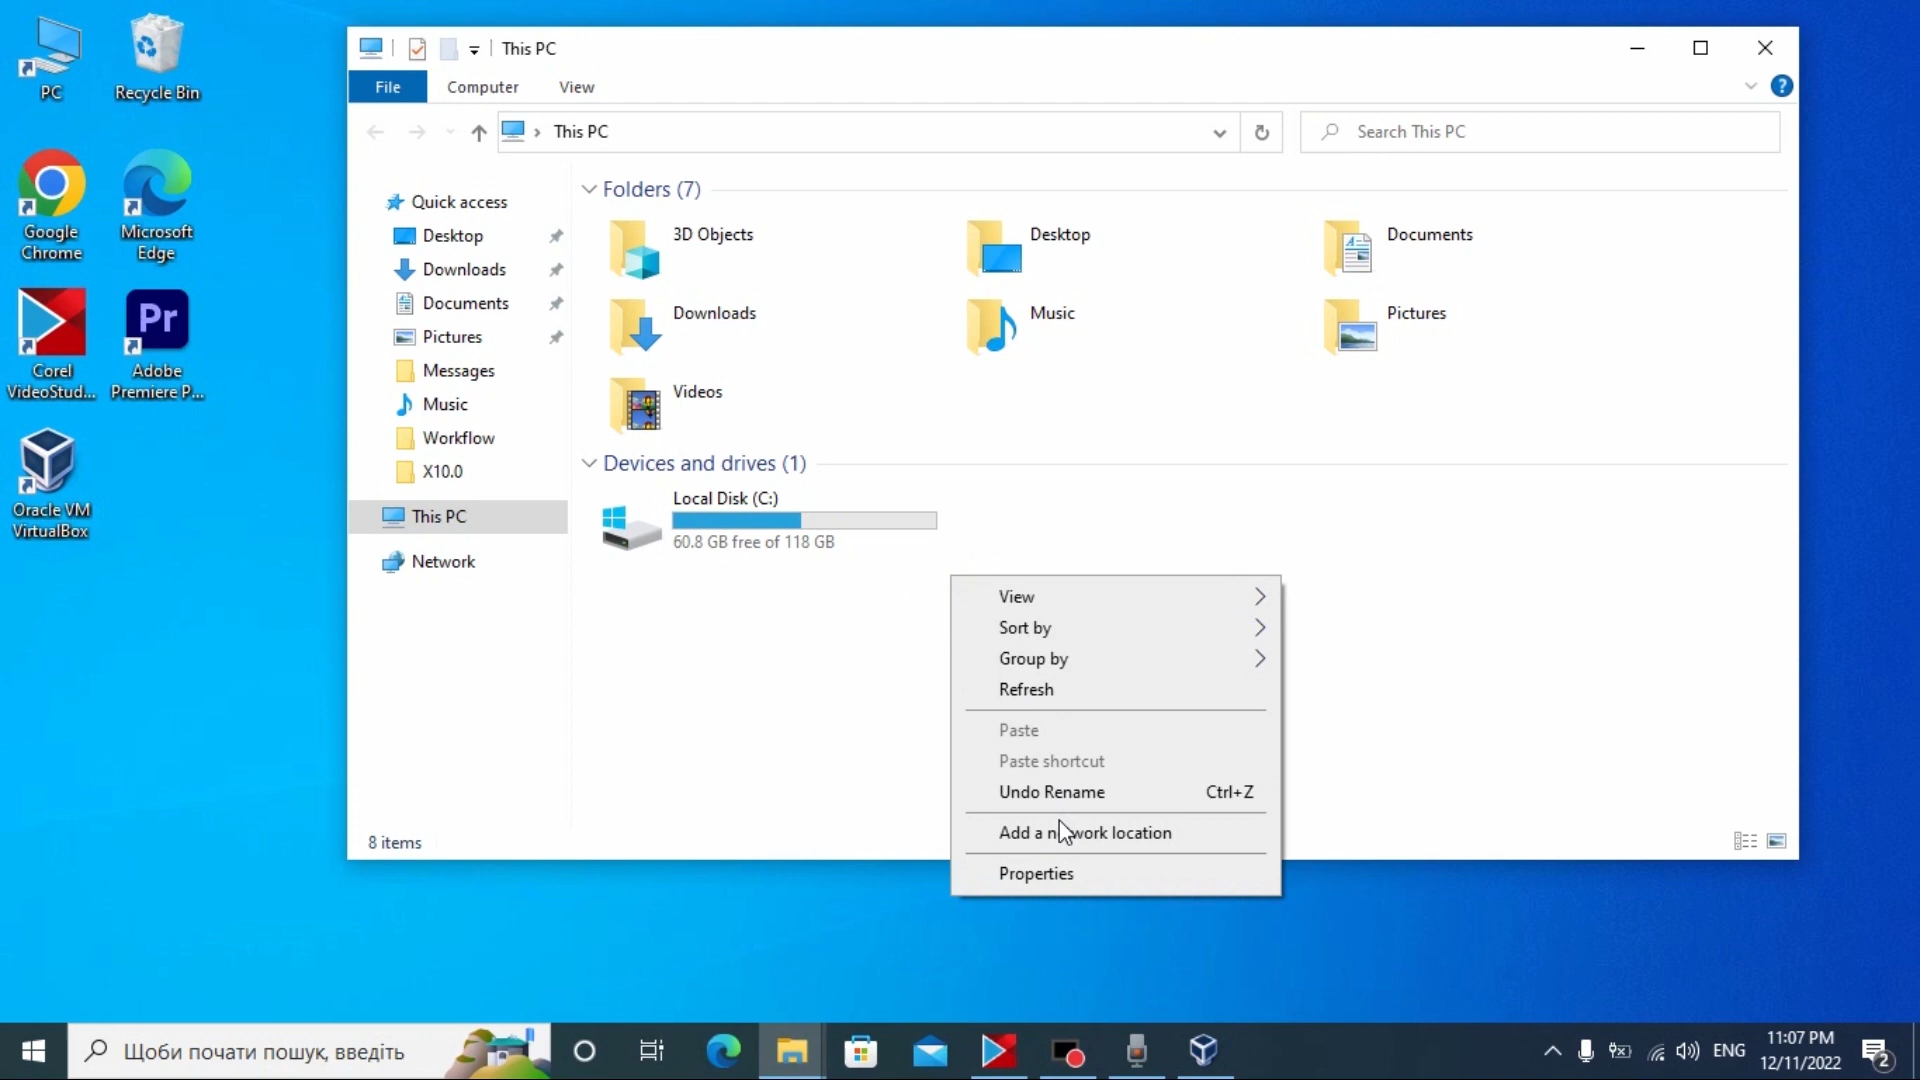 PC
Recycle Bin
Google
Chrome
Microsoft
Edge
Corel
VideoStud...
Pr
Adobe
Premiere P...
Oracle VM
VirtualBox
This PC
File
Computer
View
?
This PC
Search This PC
Quick access
Desktop
Downloads
Documents
Pictures
Messages
Music
Workflow
X10.0
This PC
Network
Folders (7)
3D Objects
Desktop
Documents
Downloads
Music
Pictures
Videos
Devices and drives (1)
Local Disk (C:)
60.8 GB free of 118 GB
View
Sort by
Group by
Refresh
Paste
Paste shortcut
Undo Rename Ctrl+Z
Add a network location
Properties
8 items
Щоби почати пошук, введіть
ENG
11:07 PM
12/11/2022
2